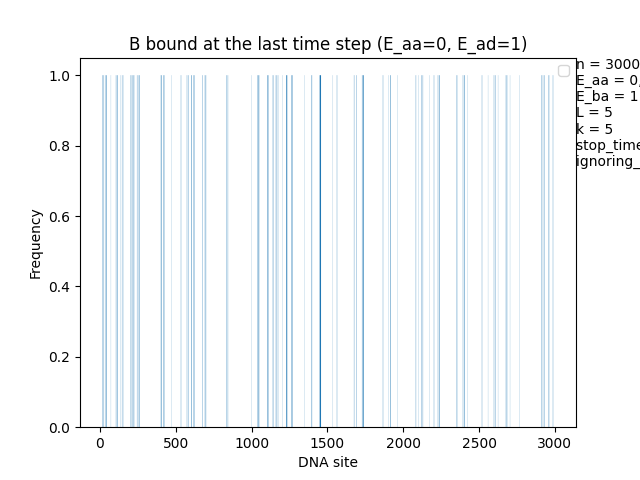 B bound at the last time step (E_aa=0, E_ad=1)
n = 3000
E_aa = 0,
E_ba = 1
L = 5
k = 5
stop_time
ignoring_
Frequency
1.0
0.8
0.6
0.4
0.2
0.0
0 500 1000 1500 2000 2500 3000
DNA site